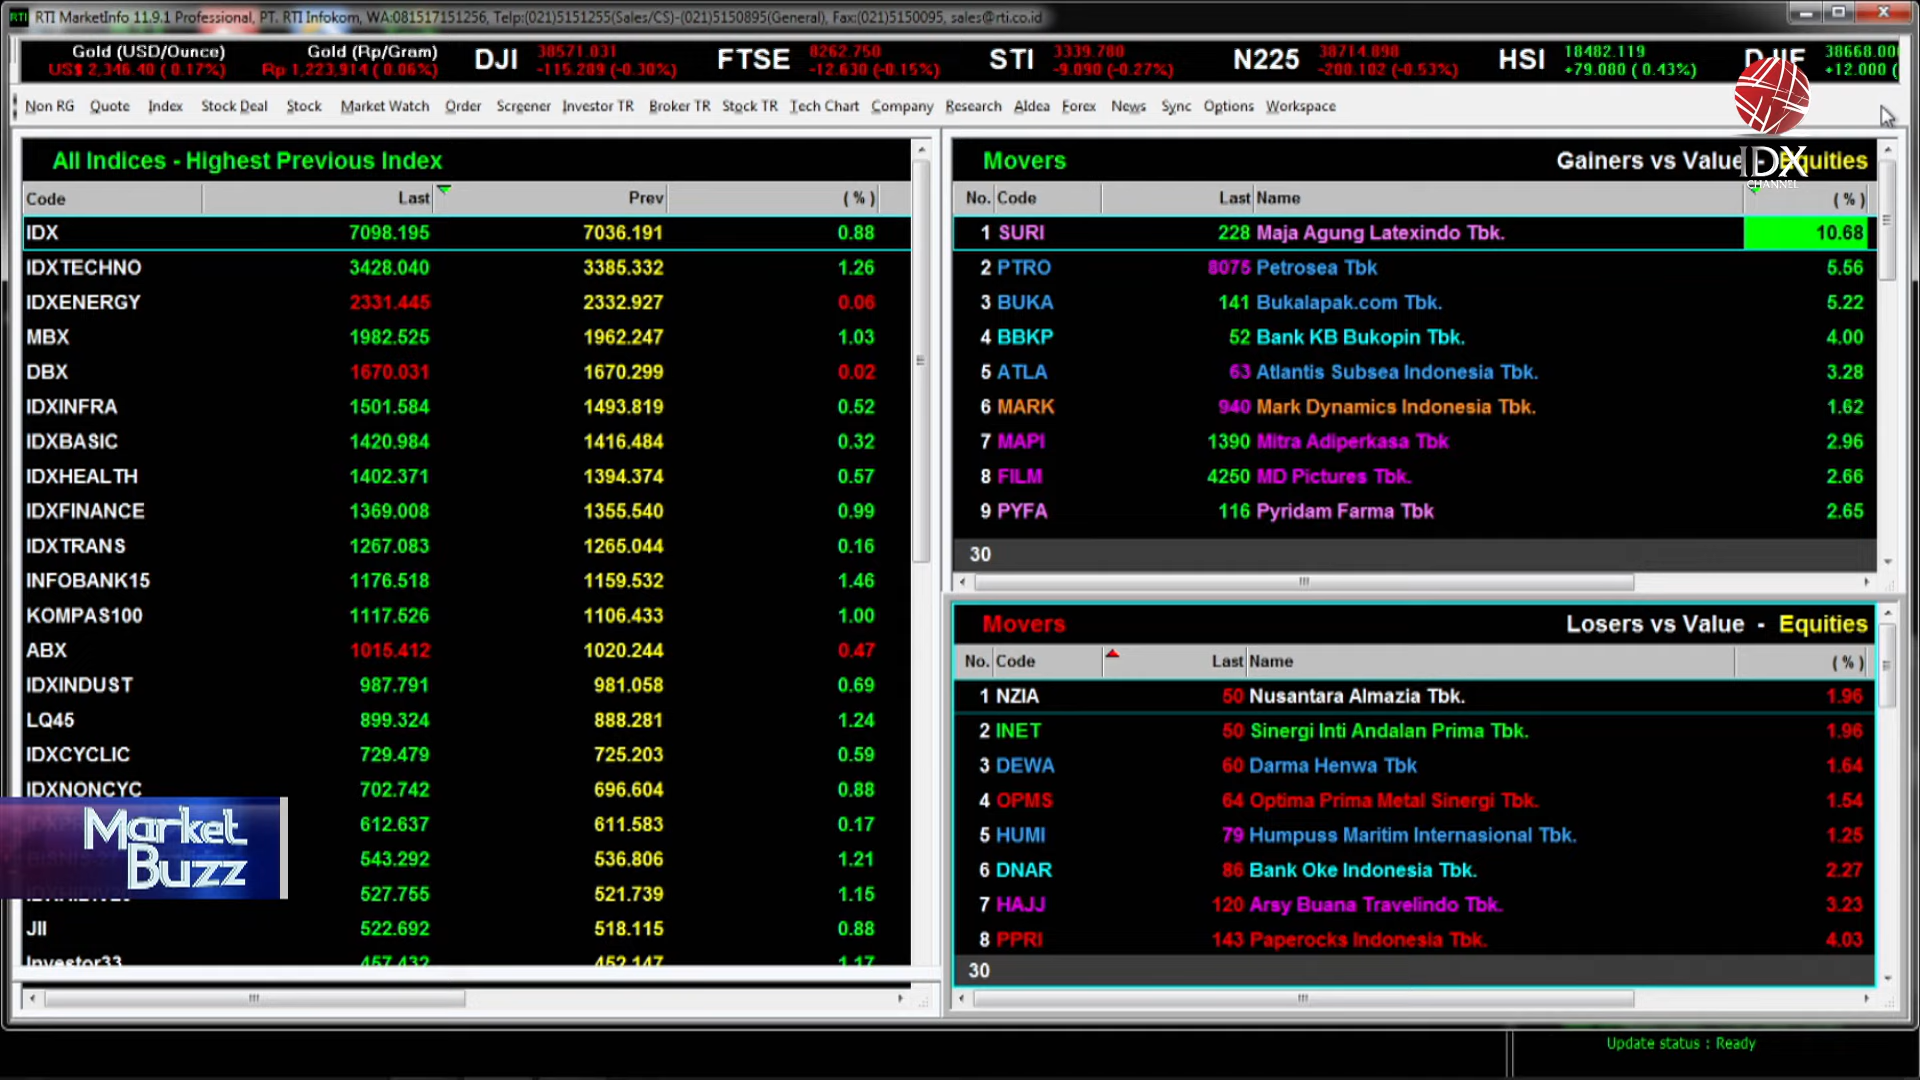 RTI MarketInfo 11.9.1 Professional, PT. RTI Infokom, WA:081517151256, Telp:(021)5151255(Sales/CS)-(021)5150895(General), Fax:(021)5150095, sales@rti.co.id
Gold (USD/Ounce) Gold (Rp/Gram) DJI 38571.031 FTSE 8262.750 STI 3339.780 N225 38714.898 HSI 18482.119 38668.00
US$ 2,346.40 ( 0.17%) Rp 1,223,914 ( 0.06%) -115.289 (-0.30%) -12.630 (-0.15%) -9.090 (-0.27%) -208.102 (-0.53%) +79.080 ( 0.43%) +12.000 (
Non RG Quote Index Stock Deal Stock Market Watch Order Screener Investor TR Broker TR Stock TR Tech Chart Company Research AIdea Forex News Sync Options Workspace
All Indices - Highest Previous Index
Code Last Prev ( % )
IDX 7098.195 7036.191 0.88
IDXTECHNO 3428.040 3385.332 1.26
IDXENERGY 2331.445 2332.927 0.06
MBX 1982.525 1962.247 1.03
DBX 1670.031 1670.299 0.02
IDXINFRA 1501.584 1493.819 0.52
IDXBASIC 1420.984 1416.484 0.32
IDXHEALTH 1402.371 1394.374 0.57
IDXFINANCE 1369.008 1355.540 0.99
IDXTRANS 1267.083 1265.044 0.16
INFOBANK15 1176.518 1159.532 1.46
KOMPAS100 1117.526 1106.433 1.00
ABX 1015.412 1020.244 0.47
IDXINDUST 987.791 981.058 0.69
LQ45 899.324 888.281 1.24
IDXCYCLIC 729.479 725.203 0.59
IDXNONCYC 702.742 696.604 0.88
612.637 611.583 0.17
543.292 536.806 1.21
527.755 521.739 1.15
JII 522.692 518.115 0.88
Investor33 457.432 452.147 1.17
Market
Buzz
Movers Gainers vs Value - Equities
IDX
CHANNEL
No. Code Last Name ( % )
1 SURI 228 Maja Agung Latexindo Tbk. 10.68
2 PTRO 8075 Petrosea Tbk 5.56
3 BUKA 141 Bukalapak.com Tbk. 5.22
4 BBKP 52 Bank KB Bukopin Tbk. 4.00
5 ATLA 63 Atlantis Subsea Indonesia Tbk. 3.28
6 MARK 940 Mark Dynamics Indonesia Tbk. 1.62
7 MAPI 1390 Mitra Adiperkasa Tbk 2.96
8 FILM 4250 MD Pictures Tbk. 2.66
9 PYFA 116 Pyridam Farma Tbk 2.65
30
Movers Losers vs Value - Equities
No. Code Last Name ( % )
1 NZIA 50 Nusantara Almazia Tbk. 1.96
2 INET 50 Sinergi Inti Andalan Prima Tbk. 1.96
3 DEWA 60 Darma Henwa Tbk 1.64
4 OPMS 64 Optima Prima Metal Sinergi Tbk. 1.54
5 HUMI 79 Humpuss Maritim Internasional Tbk. 1.25
6 DNAR 86 Bank Oke Indonesia Tbk. 2.27
7 HAJJ 120 Arsy Buana Travelindo Tbk. 3.23
8 PPRI 143 Paperocks Indonesia Tbk. 4.03
30
Update status : Ready